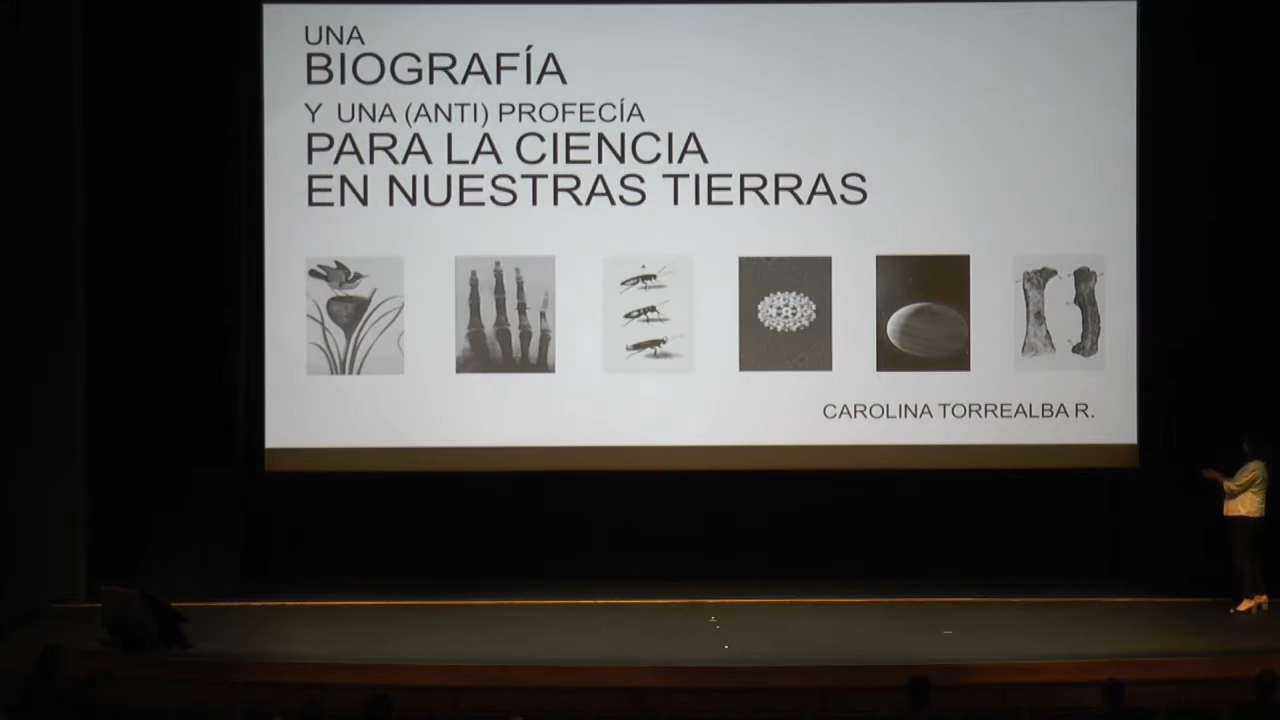 UNA
BIOGRAFÍA
Y UNA (ANTI) PROFECÍA
PARA LA CIENCIA
EN NUESTRAS TIERRAS
CAROLINA TORREALBA R.